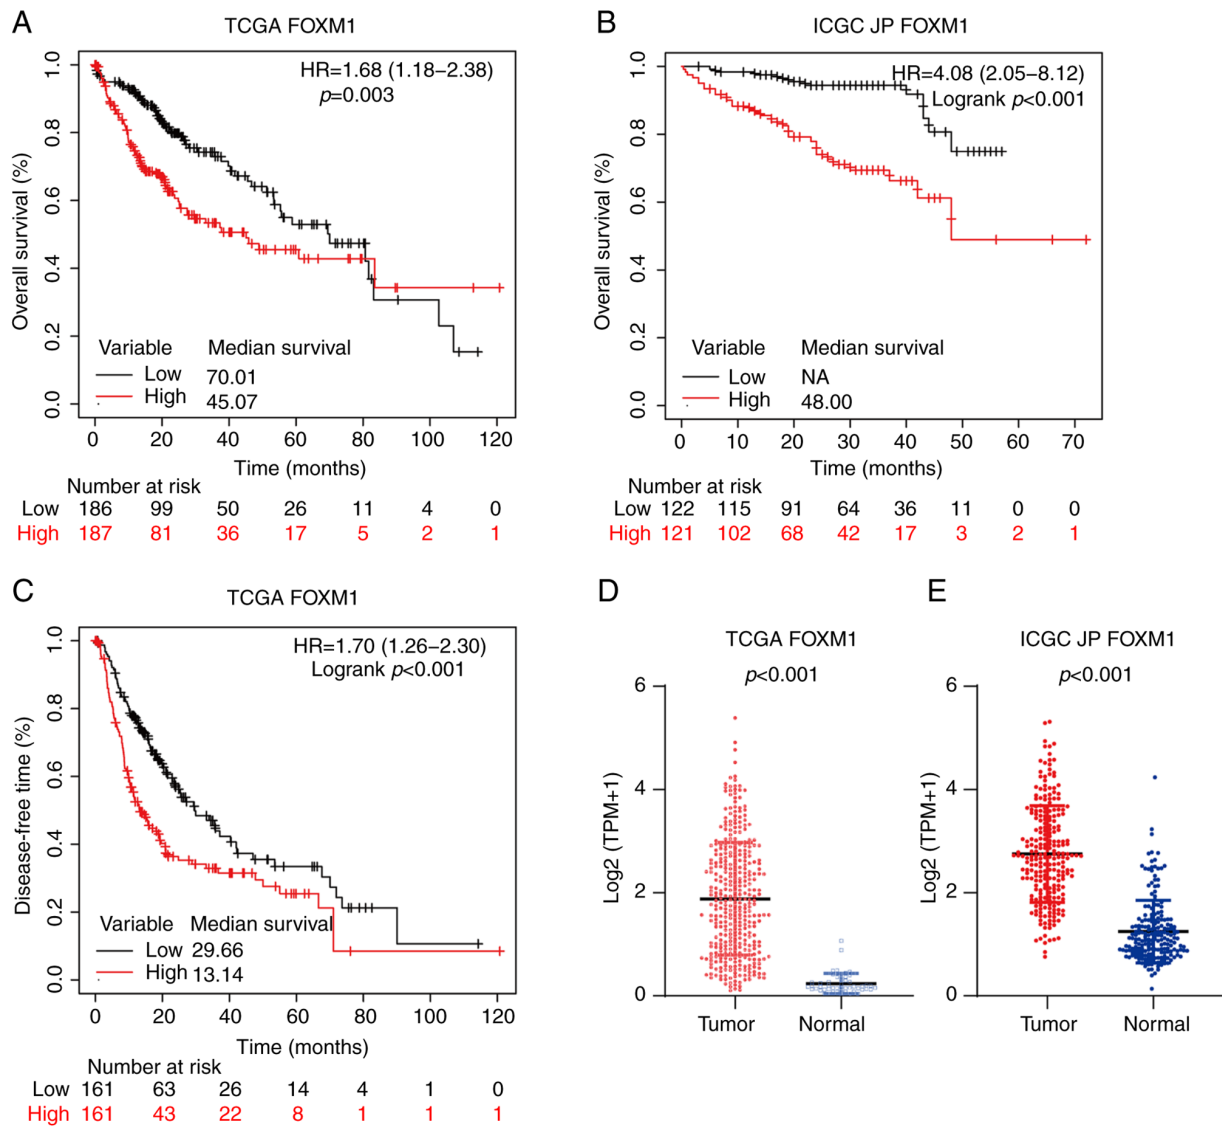 A
TCGA FOXM1
HR=1.68 (1.18–2.38)
p=0.003
Overall survival (%)
1.0
0.8
0.6
0.4
0.2
0.0
Variable Median survival
Low 70.01
High 45.07
0 20 40 60 80 100 120
Time (months)
Number at risk
Low 186 99 50 26 11 4 0
High 187 81 36 17 5 2 1
B
ICGC JP FOXM1
HR=4.08 (2.05–8.12)
Logrank p<0.001
Overall survival (%)
1.0
0.8
0.6
0.4
0.2
0.0
Variable Median survival
Low NA
High 48.00
0 10 20 30 40 50 60 70
Time (months)
Number at risk
Low 122 115 91 64 36 11 0 0
High 121 102 68 42 17 3 2 1
C
TCGA FOXM1
HR=1.70 (1.26–2.30)
Logrank p<0.001
Disease-free time (%)
1.0
0.8
0.6
0.4
0.2
0.0
Variable Median survival
Low 29.66
High 13.14
0 20 40 60 80 100 120
Time (months)
Number at risk
Low 161 63 26 14 4 1 0
High 161 43 22 8 1 1 1
D
TCGA FOXM1
p<0.001
Log2 (TPM+1)
6
4
2
0
Tumor Normal
E
ICGC JP FOXM1
p<0.001
Log2 (TPM+1)
6
4
2
0
Tumor Normal